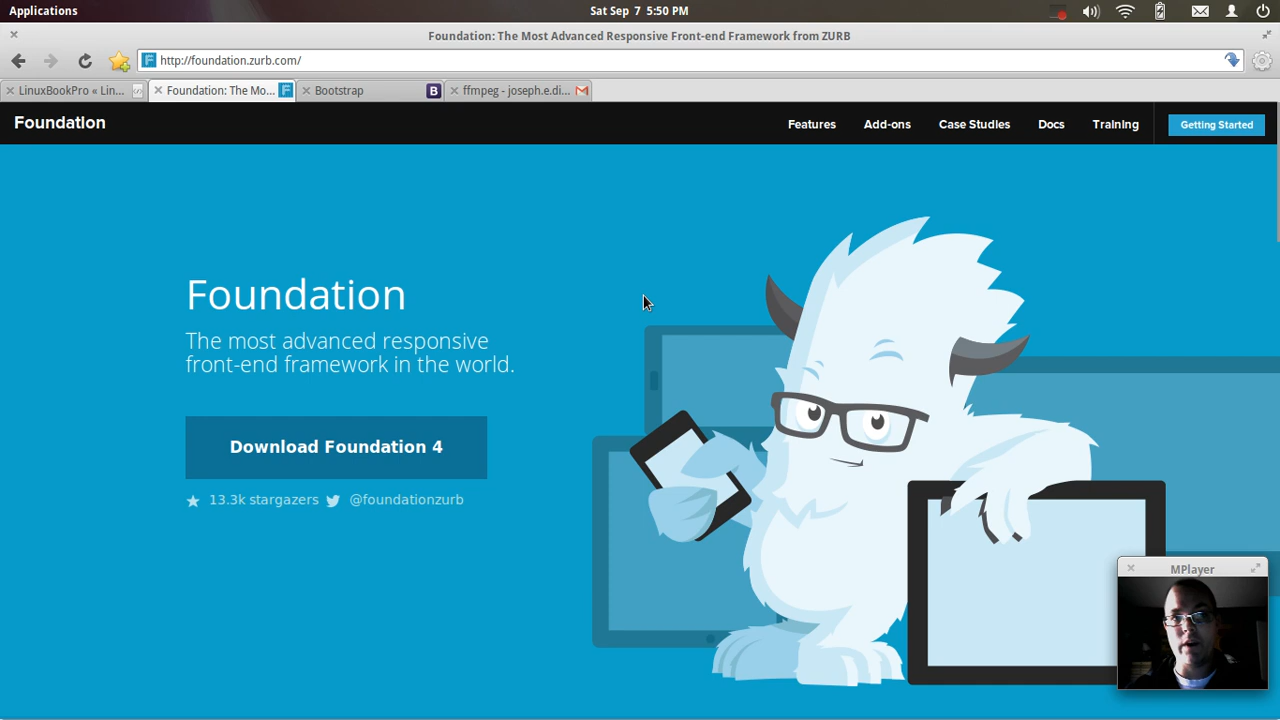 Applications
Sat Sep 7 5:50 PM
Foundation: The Most Advanced Responsive Front-end Framework from ZURB
http://foundation.zurb.com/
LinuxBookPro « Lin...
Foundation: The Mo...
Bootstrap
B
ffmpeg - joseph.e.di...
Foundation
Features
Add-ons
Case Studies
Docs
Training
Getting Started
Foundation
The most advanced responsive
front-end framework in the world.
Download Foundation 4
13.3k stargazers
@foundationzurb
MPlayer